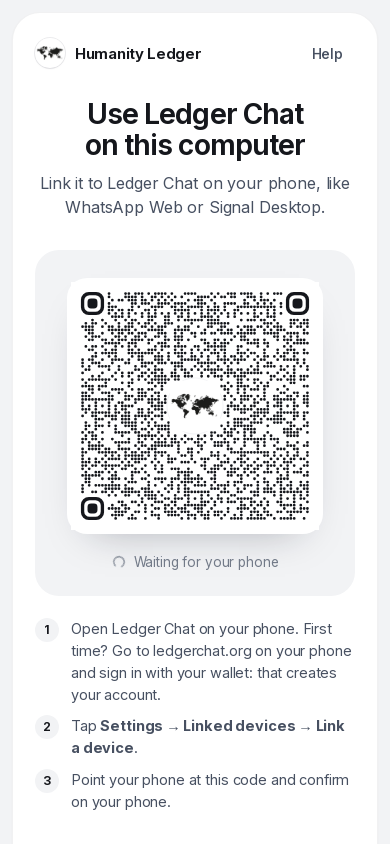 Humanity Ledger
Help
Use Ledger Chat
on this computer
Link it to Ledger Chat on your phone, like
WhatsApp Web or Signal Desktop.
Waiting for your phone
1 Open Ledger Chat on your phone. First
time? Go to ledgerchat.org on your phone
and sign in with your wallet: that creates
your account.
2 Tap Settings → Linked devices → Link
a device.
3 Point your phone at this code and confirm
on your phone.